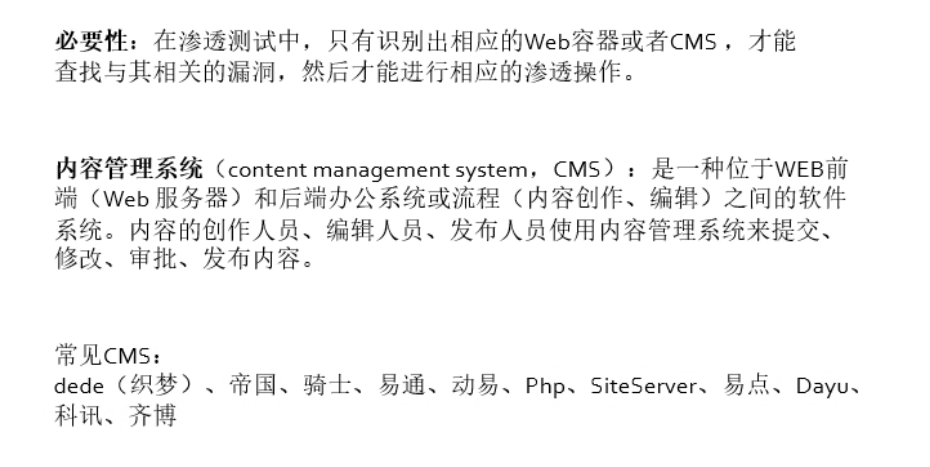 必要性：在渗透测试中，只有识别出相应的Web容器或者CMS，才能
查找与其相关的漏洞，然后才能进行相应的渗透操作。
内容管理系统（content management system，CMS）：是一种位于WEB前
端（Web 服务器）和后端办公系统或流程（内容创作、编辑）之间的软件
系统。内容的创作人员、编辑人员、发布人员使用内容管理系统来提交、
修改、审批、发布内容。
常见CMS：
dede（织梦）、帝国、骑士、易通、动易、Php、SiteServer、易点、Dayu、
科讯、齐博